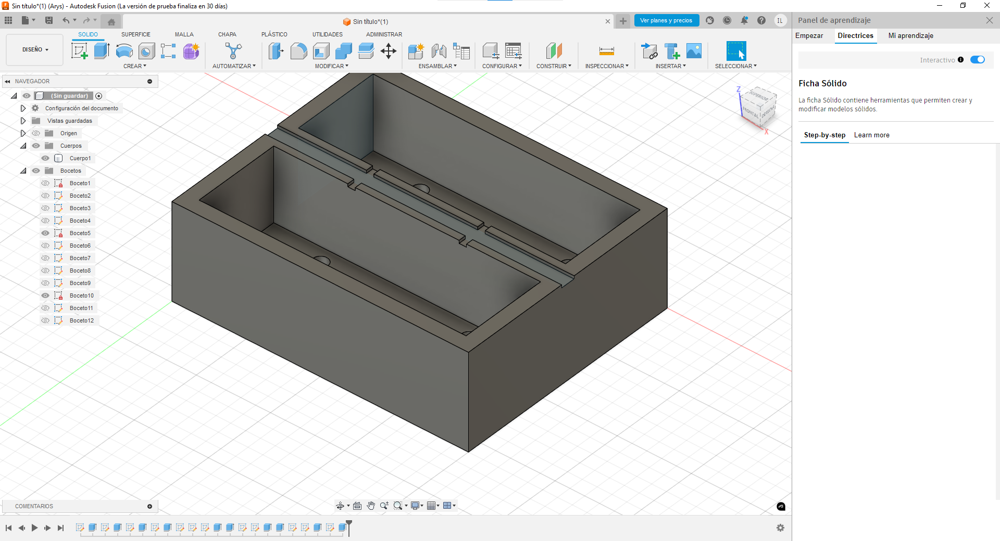 Sin título*(1) (Arys) - Autodesk Fusion (La versión de prueba finaliza en 30 días)
Sin título*(1)
Ver planes y precios
IL
DISEÑO
SOLIDO
SUPERFICIE
MALLA
CHAPA
PLÁSTICO
UTILIDADES
ADMINISTRAR
CREAR
AUTOMATIZAR
MODIFICAR
ENSAMBLAR
CONFIGURAR
CONSTRUIR
INSPECCIONAR
INSERTAR
SELECCIONAR
NAVEGADOR
(Sin guardar)
Configuración del documento
Vistas guardadas
Origen
Cuerpos
Cuerpo1
Bocetos
Boceto1
Boceto2
Boceto3
Boceto4
Boceto5
Boceto6
Boceto7
Boceto8
Boceto9
Boceto10
Boceto11
Boceto12
Z
SUPERIOR
FRONTAL
DERECHA
X
COMENTARIOS
Panel de aprendizaje
Empezar
Directrices
Mi aprendizaje
Interactivo
Ficha Sólido
La ficha Sólido contiene herramientas que permiten crear y
modificar modelos sólidos.
Step-by-step
Learn more